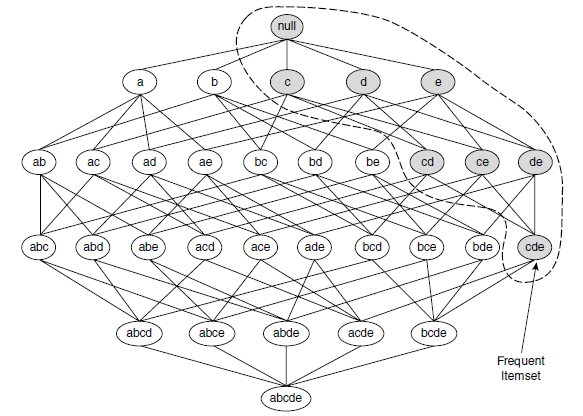 null
a b c d e
ab ac ad ae bc bd be cd ce de
abc abd abe acd ace ade bcd bce bde cde
abcd abce abde acde bcde
Frequent
Itemset
abcde